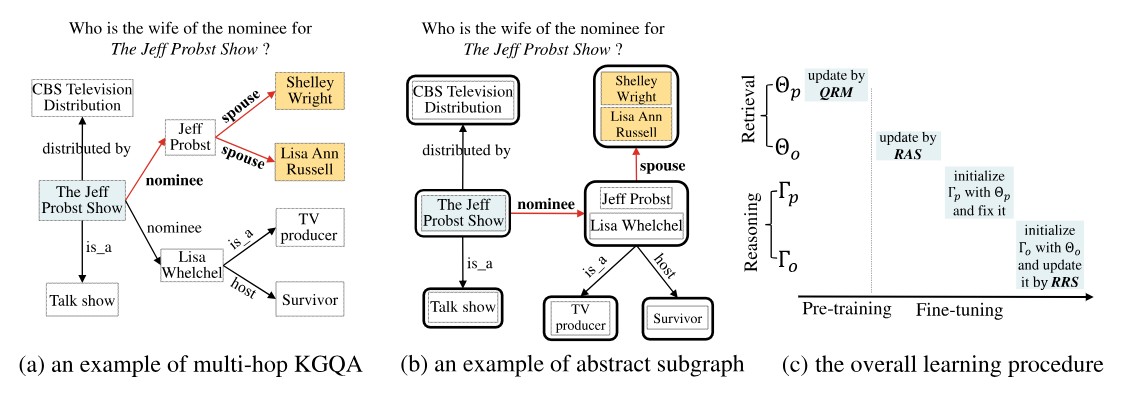 Who is the wife of the nominee for
The Jeff Probst Show ?
CBS Television
Distribution
distributed by
The Jeff
Probst Show
is_a
Talk show
nominee
Jeff
Probst
spouse
Shelley
Wright
spouse
Lisa Ann
Russell
nominee
Lisa
Whelchel
is_a
TV
producer
host
Survivor
(a) an example of multi-hop KGQA
Who is the wife of the nominee for
The Jeff Probst Show ?
CBS Television
Distribution
distributed by
The Jeff
Probst Show
is_a
Talk show
nominee
Shelley
Wright
Lisa Ann
Russell
spouse
Jeff Probst
Lisa Whelchel
is_a
host
TV
producer
Survivor
(b) an example of abstract subgraph
Retrieval
Θp
Θo
Reasoning
Γp
Γo
update by
QRM
update by
RAS
initialize
Γp with Θp
and fix it
initialize
Γo with Θo
and update
it by RRS
Pre-training
Fine-tuning
(c) the overall learning procedure